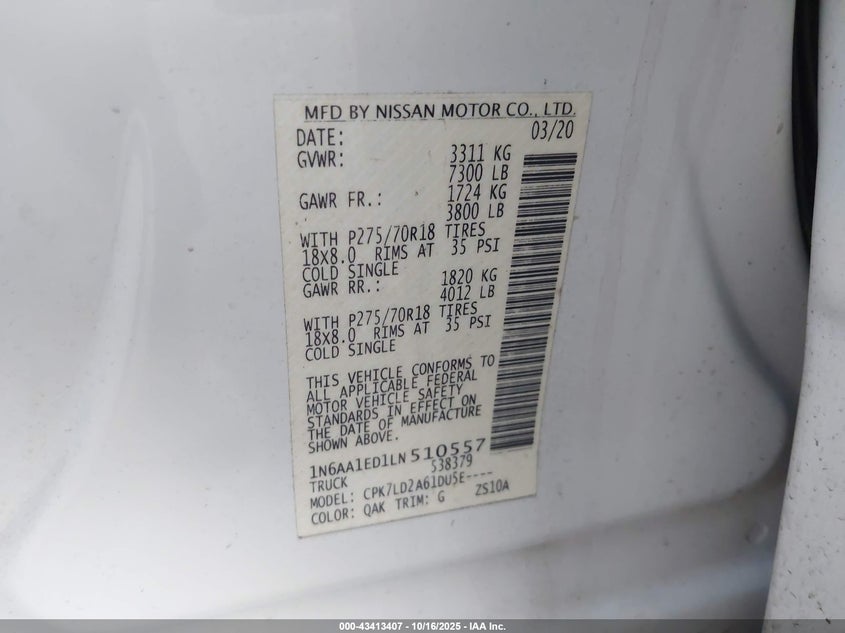 MFD BY NISSAN MOTOR CO., LTD.
DATE: 03/20
GVWR: 3311 KG
7300 LB
GAWR FR.: 1724 KG
3800 LB
WITH P275/70R18 TIRES
18X8.0 RIMS AT 35 PSI
COLD SINGLE
GAWR RR.: 1820 KG
4012 LB
WITH P275/70R18 TIRES
18X8.0 RIMS AT 35 PSI
COLD SINGLE
THIS VEHICLE CONFORMS TO
ALL APPLICABLE FEDERAL
MOTOR VEHICLE SAFETY
STANDARDS IN EFFECT ON
THE DATE OF MANUFACTURE
SHOWN ABOVE.
1N6AA1ED1LN 510557
TRUCK 538379
MODEL: CPK7LD2A61DU5E----
COLOR: QAK TRIM: G ZS10A
000-43413407 - 10/16/2025 - IAA Inc.